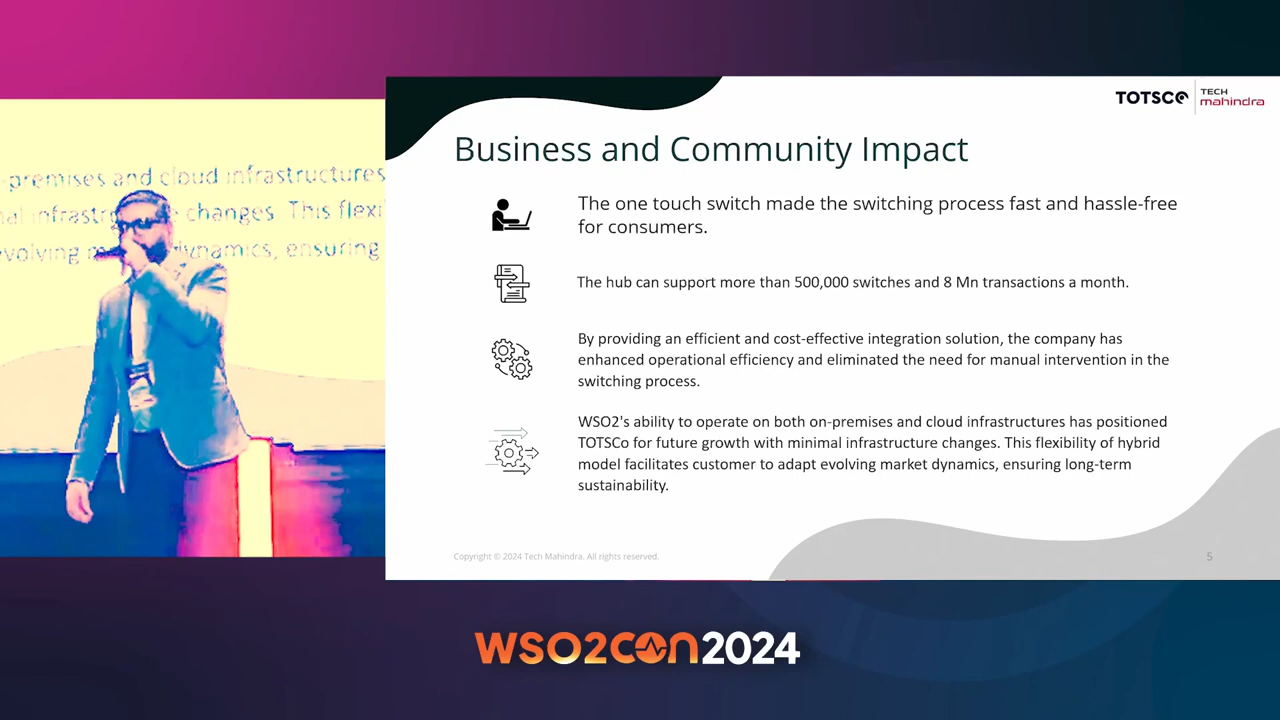 TOTSCO
TECH
mahindra
Business and Community Impact
The one touch switch made the switching process fast and hassle-free
for consumers.
The hub can support more than 500,000 switches and 8 Mn transactions a month.
By providing an efficient and cost-effective integration solution, the company has
enhanced operational efficiency and eliminated the need for manual intervention in the
switching process.
WSO2's ability to operate on both on-premises and cloud infrastructures has positioned
TOTSCo for future growth with minimal infrastructure changes. This flexibility of hybrid
model facilitates customer to adapt evolving market dynamics, ensuring long-term
sustainability.
Copyright © 2024 Tech Mahindra. All rights reserved.
5
-premises and cloud infrastructures
al infrastr changes. This flexi
evolving m dynamics, ensuring
WSO2CON2024